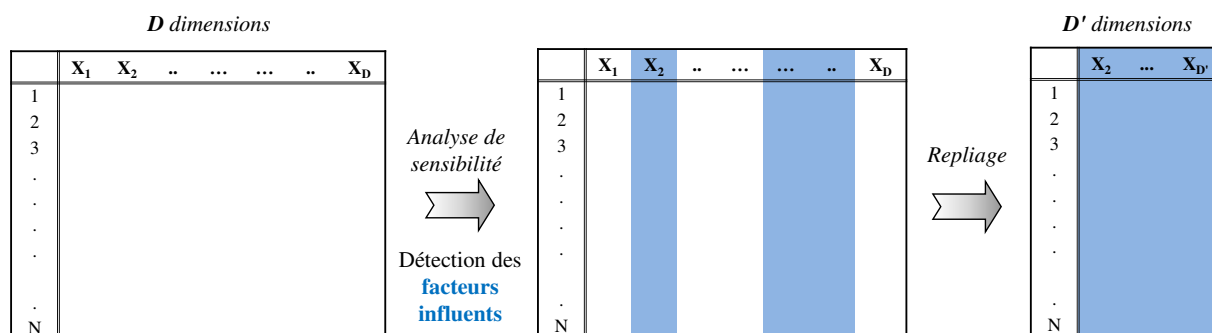 D dimensions
X1 X2 .. ... ... .. XD
1
2
3
.
.
.
.
.
N
Analyse de
sensibilité
Détection des
facteurs
influents
X1 X2 .. ... ... .. XD
1
2
3
.
.
.
.
.
N
Repliage
D' dimensions
X2 ... XD'
1
2
3
.
.
.
.
.
N